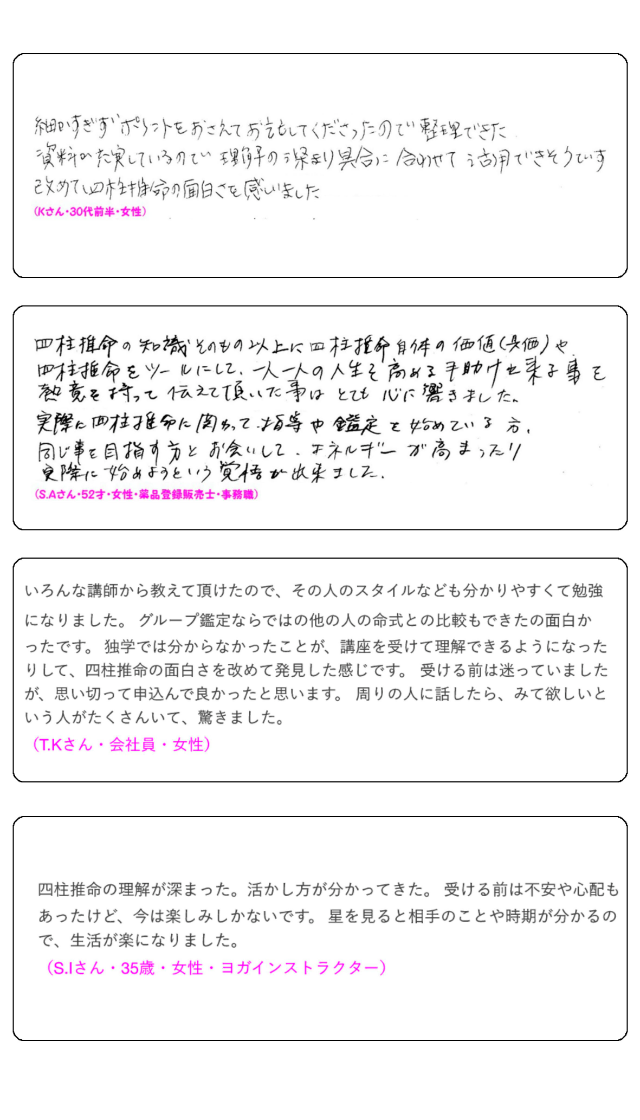 細かすぎず ポイントをおさえておはなしてくださったので 整理できた
資料が充実しているので 理解の深まり具合に合わせて活用できそうです
改めて四柱推命の面白さを感じました
(Kさん・30代前半・女性)
四柱推命の知識そのもの以上に四柱推命自体の価値(真価)や、
四柱推命をツールにして、一人一人の人生を高める手助け出来る事を
熱意を持って伝えて頂いた事は とても心に響きました。
実際に四柱推命に関わって指導や鑑定を始めている方、
同じ事を目指す方とお会いして、エネルギーが高まったり
実際に始めようという覚悟が出来ました。
(S.Aさん・52才・女性・薬品登録販売士・事務職)
いろんな講師から教えて頂けたので、その人のスタイルなども分かりやすくて勉強
になりました。 グループ鑑定ならではの他の人の命式との比較もできたの面白か
ったです。 独学では分からなかったことが、講座を受けて理解できるようになった
りして、四柱推命の面白さを改めて発見した感じです。 受ける前は迷っていました
が、思い切って申込んで良かったと思います。 周りの人に話したら、みて欲しいと
いう人がたくさんいて、驚きました。
（T.Kさん・会社員・女性）
四柱推命の理解が深まった。活かし方が分かってきた。 受ける前は不安や心配も
あったけど、今は楽しみしかないです。 星を見ると相手のことや時期が分かるの
で、生活が楽になりました。
（S.Iさん・35歳・女性・ヨガインストラクター）